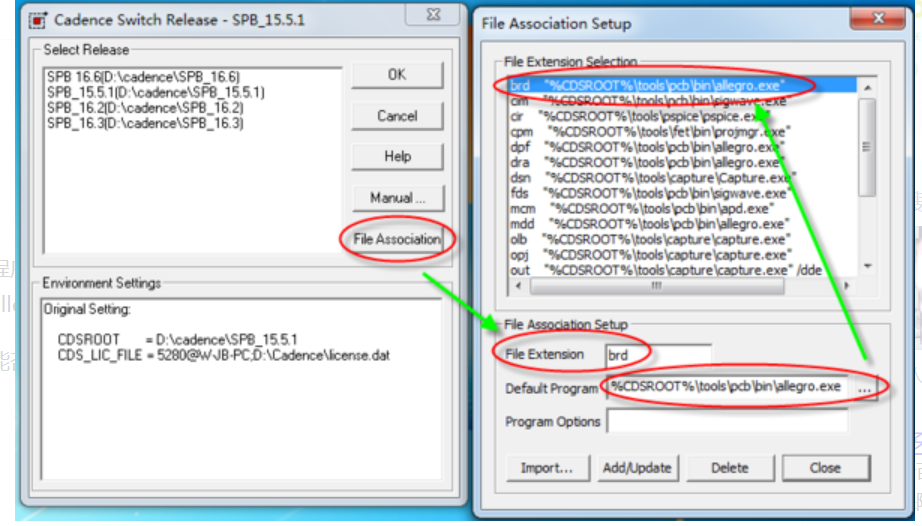 Cadence Switch Release - SPB_15.5.1
Select Release
SPB 16.6(D:\cadence\SPB_16.6)
SPB_15.5.1(D:\cadence\SPB_15.5.1)
SPB_16.2(D:\cadence\SPB_16.2)
SPB_16.3(D:\cadence\SPB_16.3)
OK
Cancel
Help
Manual ...
File Association
Environment Settings
Original Setting:
CDSROOT = D:\cadence\SPB_15.5.1
CDS_LIC_FILE = 5280@WJB-PC;D:\Cadence\license.dat
File Association Setup
File Extension Selection
brd "%CDSROOT%\tools\pcb\bin\allegro.exe"
cim "%CDSROOT%\tools\pcb\bin\sigwave.exe"
cir "%CDSROOT%\tools\pspice\pspice.exe"
cpm "%CDSROOT%\tools\fet\bin\projmgr.exe"
dpf "%CDSROOT%\tools\pcb\bin\allegro.exe"
dra "%CDSROOT%\tools\pcb\bin\allegro.exe"
dsn "%CDSROOT%\tools\capture\Capture.exe"
fds "%CDSROOT%\tools\pcb\bin\sigwave.exe"
mcm "%CDSROOT%\tools\pcb\bin\apd.exe"
mdd "%CDSROOT%\tools\pcb\bin\allegro.exe"
olb "%CDSROOT%\tools\capture\capture.exe"
opj "%CDSROOT%\tools\capture\capture.exe"
out "%CDSROOT%\tools\capture\capture.exe" /dde
File Association Setup
File Extension brd
Default Program %CDSROOT%\tools\pcb\bin\allegro.exe ...
Program Options
Import... Add/Update Delete Close